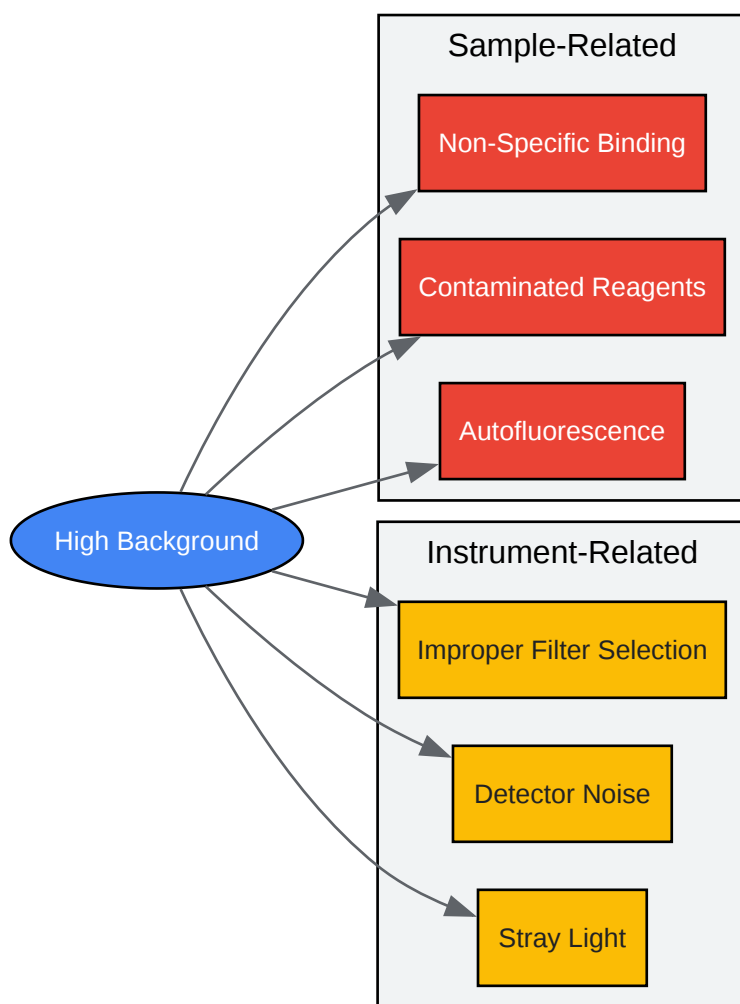 Sample-Related
Non-Specific Binding
Contaminated Reagents
Autofluorescence
High Background
Instrument-Related
Improper Filter Selection
Detector Noise
Stray Light